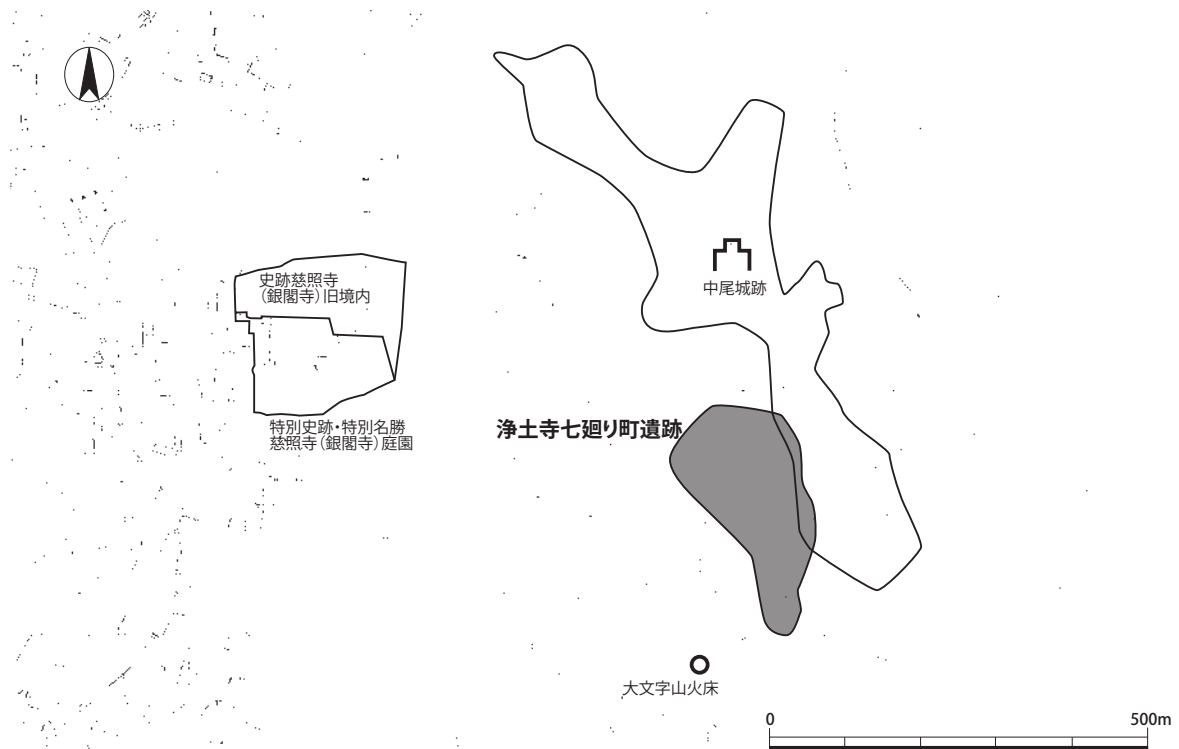 中尾城跡
史跡慈照寺
(銀閣寺)旧境内
特別史跡・特別名勝
慈照寺(銀閣寺)庭園
浄土寺七廻り町遺跡
大文字山火床
0 500m